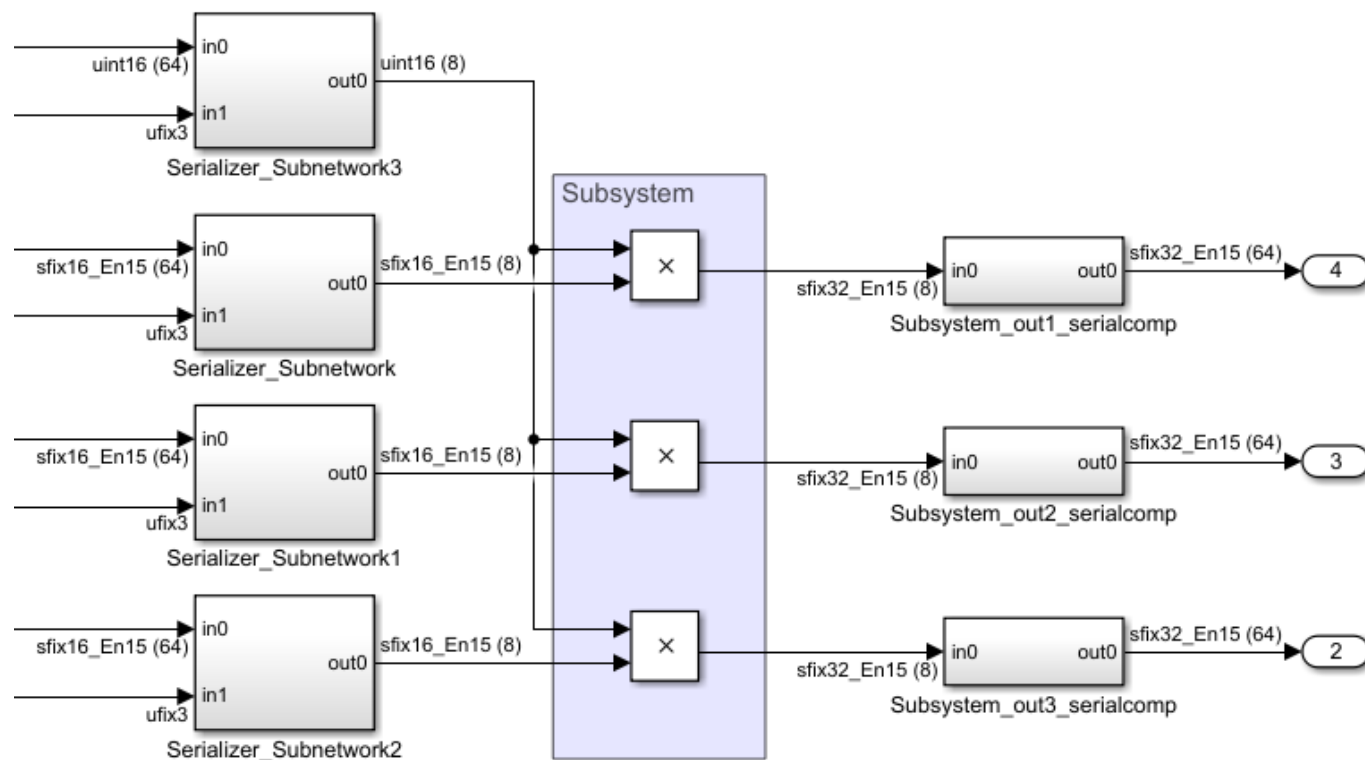 in0
uint16 (64)
out0
uint16 (8)
in1
ufix3
Serializer_Subnetwork3
Subsystem
in0
sfix16_En15 (64)
out0
sfix16_En15 (8)
in1
ufix3
Serializer_Subnetwork
×
sfix32_En15 (8)
in0
out0
sfix32_En15 (64)
4
Subsystem_out1_serialcomp
in0
sfix16_En15 (64)
out0
sfix16_En15 (8)
in1
ufix3
Serializer_Subnetwork1
×
sfix32_En15 (8)
in0
out0
sfix32_En15 (64)
3
Subsystem_out2_serialcomp
in0
sfix16_En15 (64)
out0
sfix16_En15 (8)
in1
ufix3
Serializer_Subnetwork2
×
sfix32_En15 (8)
in0
out0
sfix32_En15 (64)
2
Subsystem_out3_serialcomp